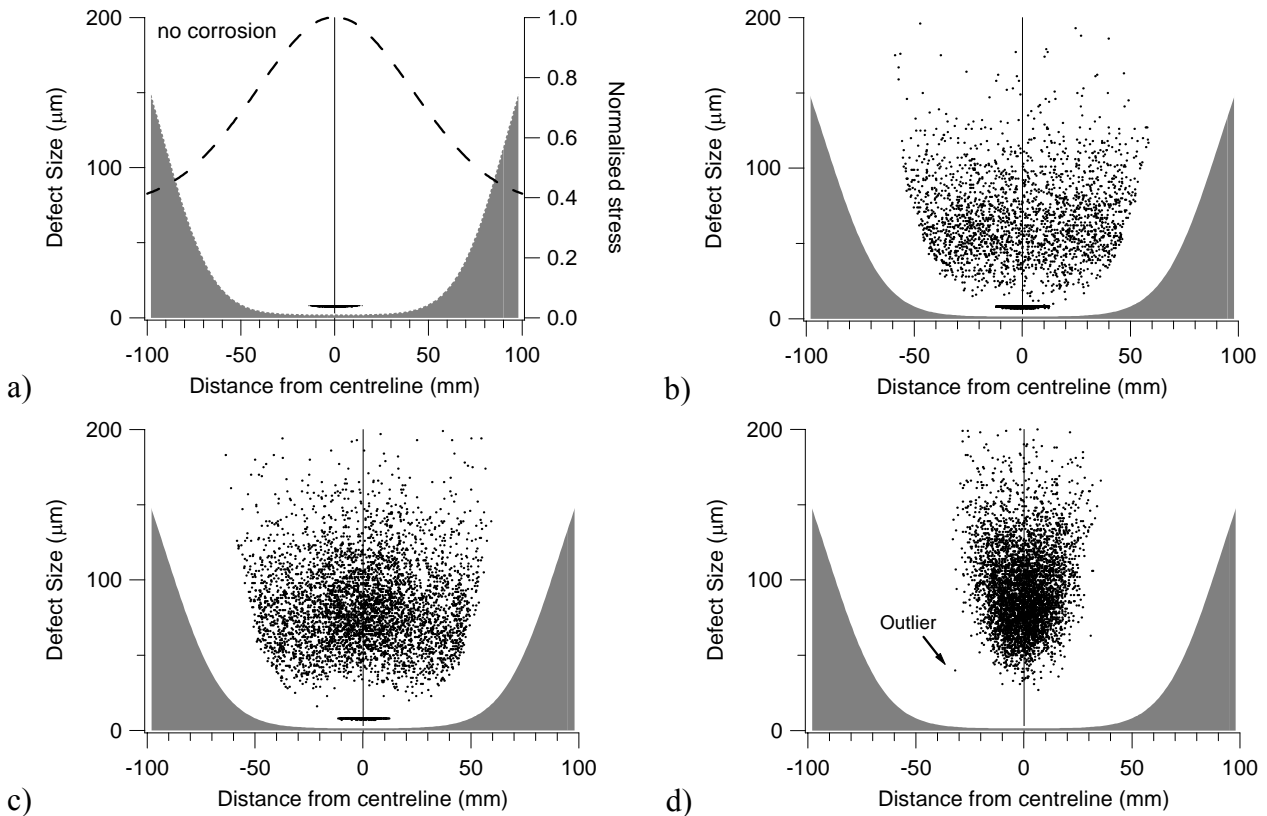 no corrosion
Defect Size (μm)
200
100
0
Normalised stress
1.0
0.8
0.6
0.4
0.2
0.0
-100 -50 0 50 100
Distance from centreline (mm)
a)
Defect Size (μm)
200
100
0
-100 -50 0 50 100
Distance from centreline (mm)
b)
Defect Size (μm)
200
100
0
-100 -50 0 50 100
Distance from centreline (mm)
c)
Defect Size (μm)
200
100
0
Outlier
-100 -50 0 50 100
Distance from centreline (mm)
d)